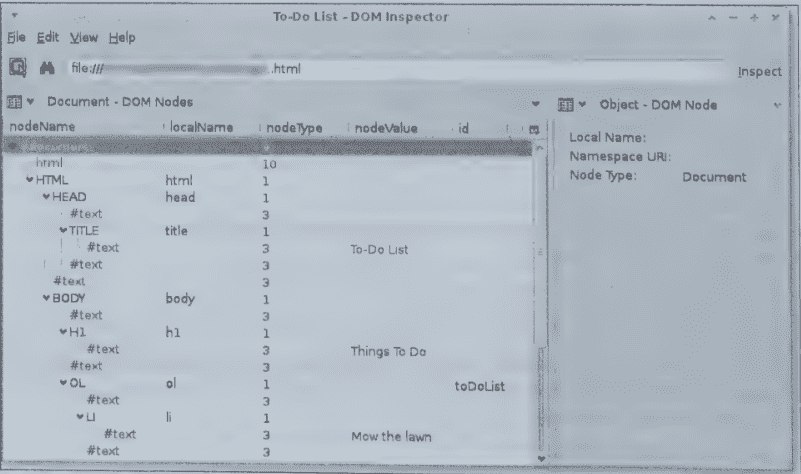 To-Do List - DOM Inspector
File Edit View Help
file:/// .html Inspect
Document - DOM Nodes
Object - DOM Node
nodeName localName nodeType nodeValue id
html 10
HTML html 1
HEAD head 1
#text 3
TITLE title 1
#text 3 To-Do List
#text 3
#text 3
BODY body 1
#text 3
H1 h1 1
#text 3 Things To Do
#text 3
OL ol 1 toDoList
#text 3
LI li 1
#text 3 Mow the lawn
#text 3
Local Name:
Namespace URI:
Node Type: Document